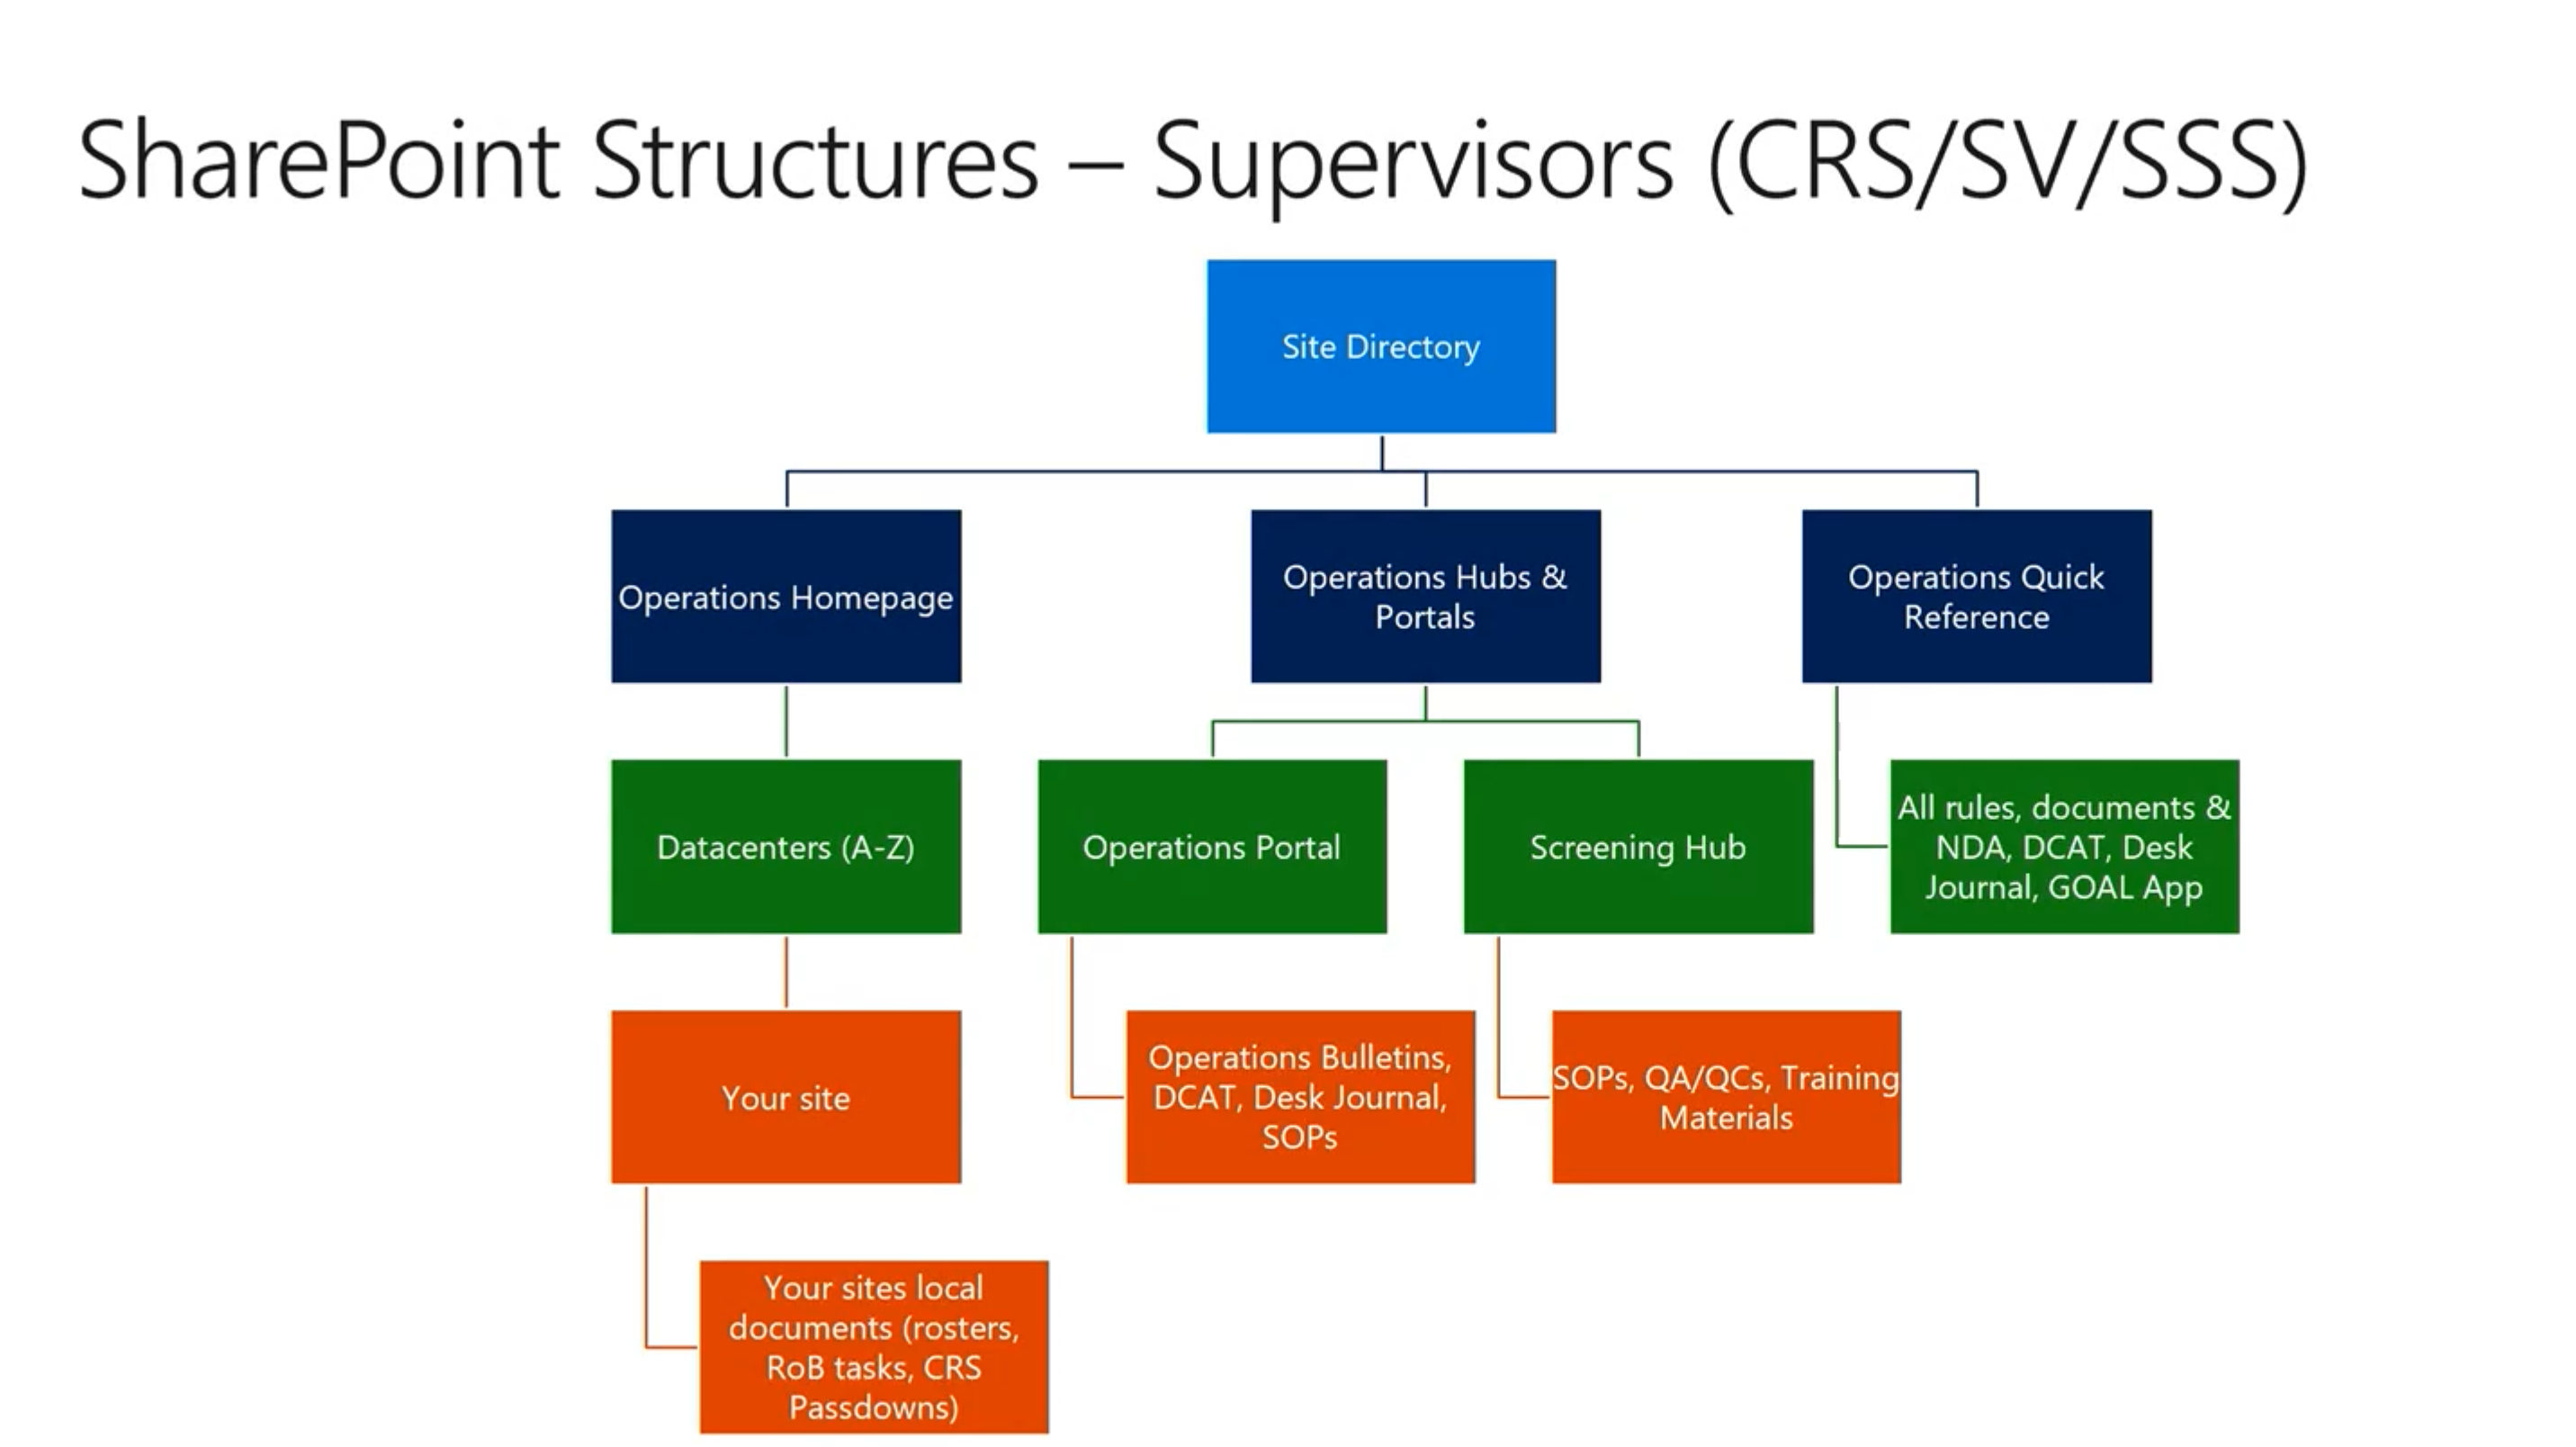 SharePoint Structures – Supervisors (CRS/SV/SSS)
Site Directory
Operations Homepage
Operations Hubs &
Portals
Operations Quick
Reference
Datacenters (A-Z)
Operations Portal
Screening Hub
All rules, documents &
NDA, DCAT, Desk
Journal, GOAL App
Your site
Operations Bulletins,
DCAT, Desk Journal,
SOPs
SOPs, QA/QCs, Training
Materials
Your sites local
documents (rosters,
RoB tasks, CRS
Passdowns)